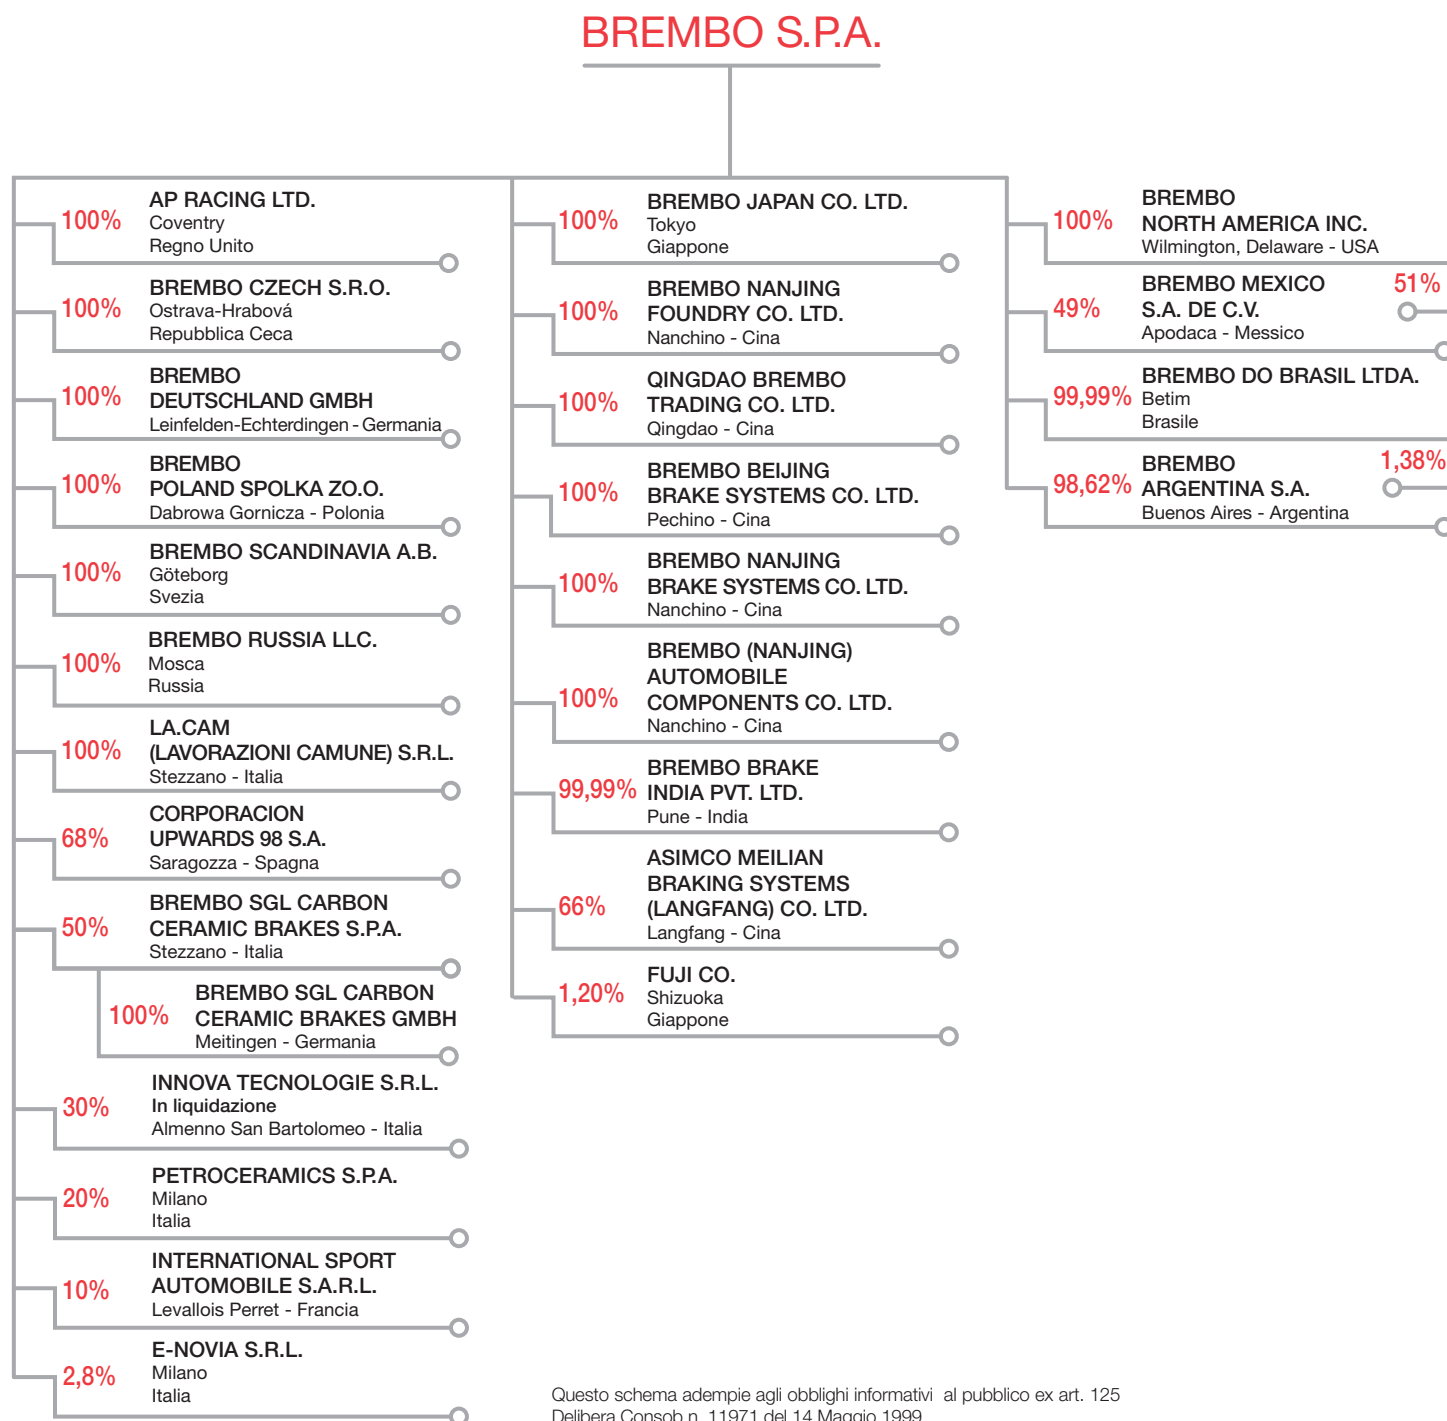 BREMBO S.P.A.
100%
AP RACING LTD.
Coventry
Regno Unito
100%
BREMBO CZECH S.R.O.
Ostrava-Hrabová
Repubblica Ceca
100%
BREMBO
DEUTSCHLAND GMBH
Leinfelden-Echterdingen - Germania
100%
BREMBO
POLAND SPOLKA ZO.O.
Dabrowa Gornicza - Polonia
100%
BREMBO SCANDINAVIA A.B.
Göteborg
Svezia
100%
BREMBO RUSSIA LLC.
Mosca
Russia
100%
LA.CAM
(LAVORAZIONI CAMUNE) S.R.L.
Stezzano - Italia
68%
CORPORACION
UPWARDS 98 S.A.
Saragozza - Spagna
50%
BREMBO SGL CARBON
CERAMIC BRAKES S.P.A.
Stezzano - Italia
100%
BREMBO SGL CARBON
CERAMIC BRAKES GMBH
Meitingen - Germania
30%
INNOVA TECNOLOGIE S.R.L.
In liquidazione
Almenno San Bartolomeo - Italia
20%
PETROCERAMICS S.P.A.
Milano
Italia
10%
INTERNATIONAL SPORT
AUTOMOBILE S.A.R.L.
Levallois Perret - Francia
2,8%
E-NOVIA S.R.L.
Milano
Italia
100%
BREMBO JAPAN CO. LTD.
Tokyo
Giappone
100%
BREMBO NANJING
FOUNDRY CO. LTD.
Nanchino - Cina
100%
QINGDAO BREMBO
TRADING CO. LTD.
Qingdao - Cina
100%
BREMBO BEIJING
BRAKE SYSTEMS CO. LTD.
Pechino - Cina
100%
BREMBO NANJING
BRAKE SYSTEMS CO. LTD.
Nanchino - Cina
100%
BREMBO (NANJING)
AUTOMOBILE
COMPONENTS CO. LTD.
Nanchino - Cina
99,99%
BREMBO BRAKE
INDIA PVT. LTD.
Pune - India
66%
ASIMCO MEILIAN
BRAKING SYSTEMS
(LANGFANG) CO. LTD.
Langfang - Cina
1,20%
FUJI CO.
Shizuoka
Giappone
100%
BREMBO
NORTH AMERICA INC.
Wilmington, Delaware - USA
49%
BREMBO MEXICO
S.A. DE C.V.
Apodaca - Messico
51%
99,99%
BREMBO DO BRASIL LTDA.
Betim
Brasile
98,62%
BREMBO
ARGENTINA S.A.
Buenos Aires - Argentina
1,38%
Questo schema adempie agli obblighi informativi al pubblico ex art. 125
Delibera Consob n. 11971 del 14 Maggio 1999